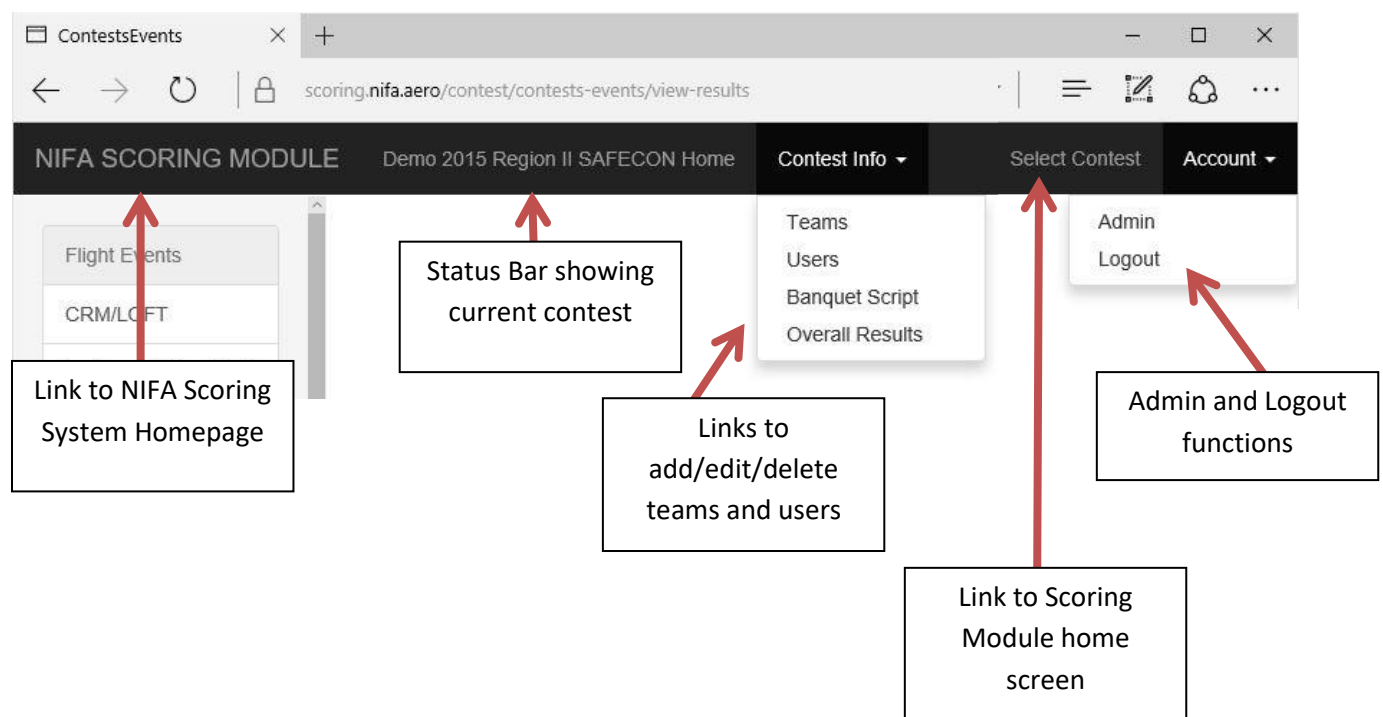 ContestsEvents
scoring.nifa.aero/contest/contests-events/view-results
NIFA SCORING MODULE
Demo 2015 Region II SAFECON Home
Contest Info
Select Contest
Account
Teams
Users
Banquet Script
Overall Results
Admin
Logout
Flight Events
CRM/LOFT
Status Bar showing
current contest
Link to NIFA Scoring
System Homepage
Links to
add/edit/delete
teams and users
Admin and Logout
functions
Link to Scoring
Module home
screen